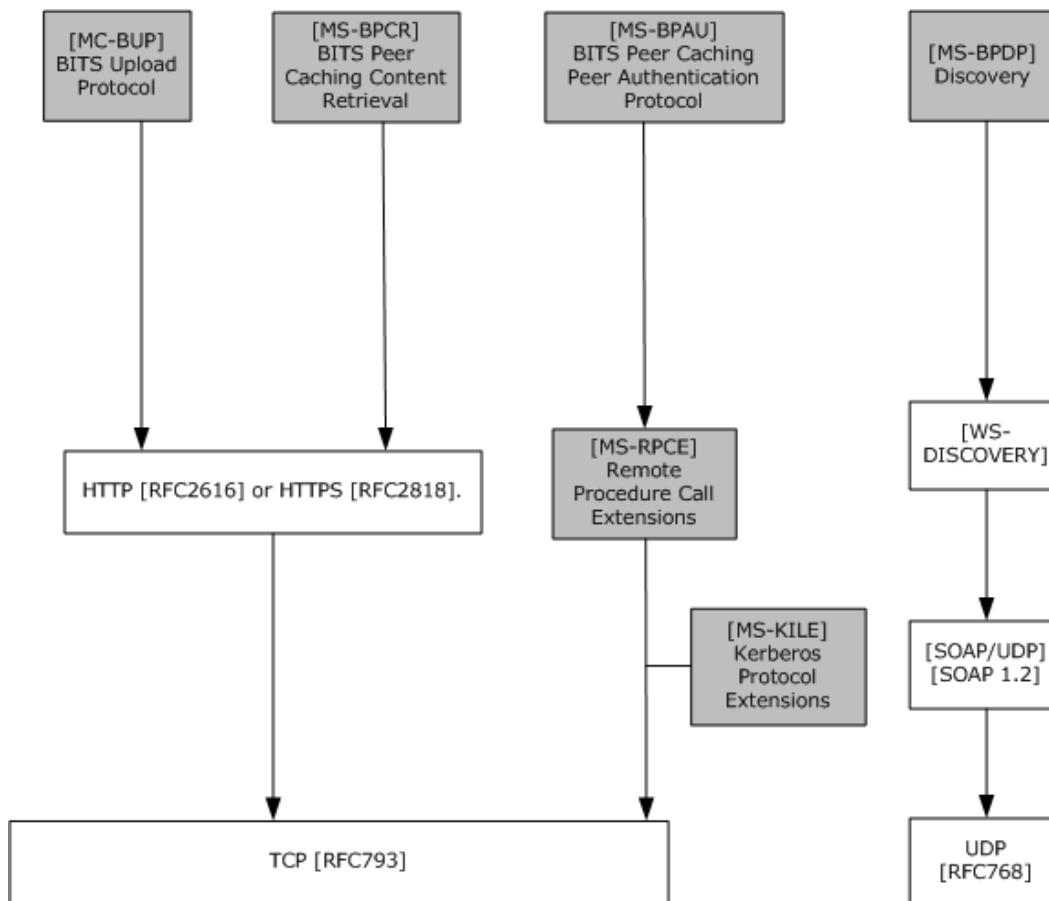 [MC-BUP]
BITS Upload
Protocol
[MS-BPCR]
BITS Peer
Caching Content
Retrieval
[MS-BPAU]
BITS Peer Caching
Peer Authentication
Protocol
[MS-BPDP]
Discovery
HTTP [RFC2616] or HTTPS [RFC2818].
[MS-RPCE]
Remote
Procedure Call
Extensions
[WS-
DISCOVERY]
[MS-KILE]
Kerberos
Protocol
Extensions
[SOAP/UDP]
[SOAP 1.2]
TCP [RFC793]
UDP
[RFC768]